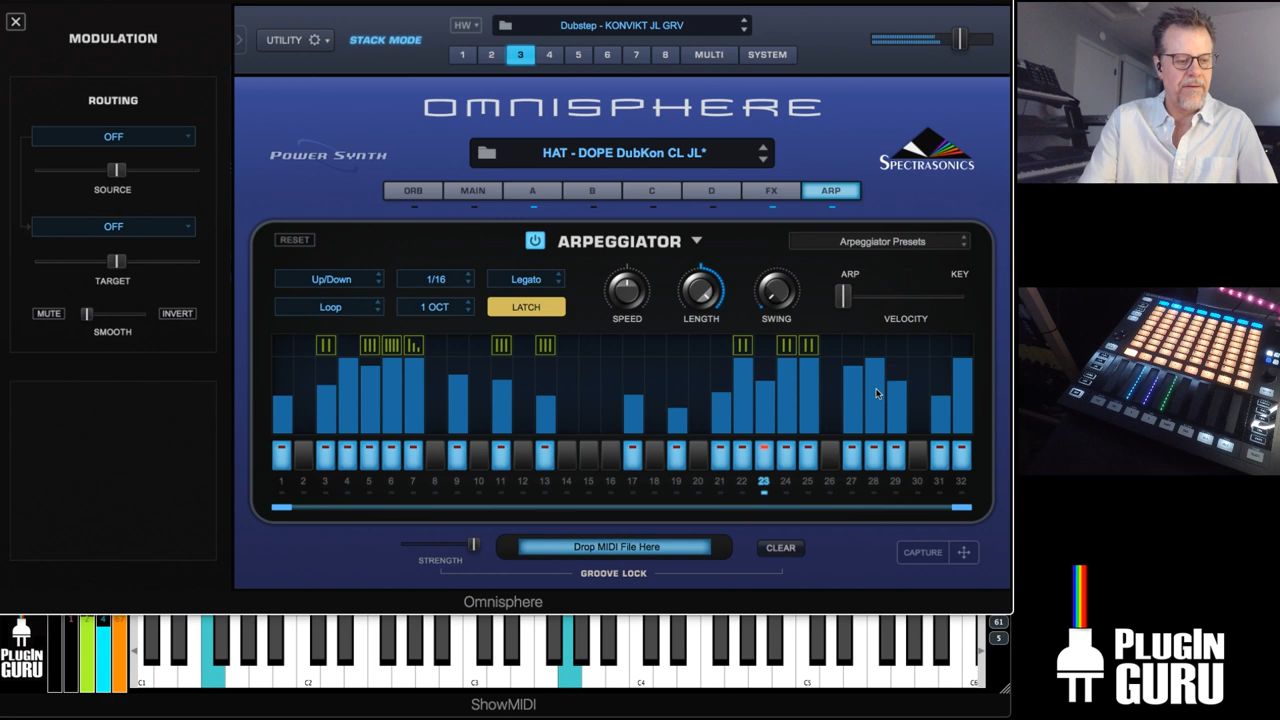 MODULATION
ROUTING
OFF
SOURCE
OFF
TARGET
MUTE
INVERT
SMOOTH
UTILITY
STACK MODE
HW
Dubstep - KONVIKT JL GRV
1 2 3 4 5 6 7 8 MULTI SYSTEM
OMNISPHERE
POWER SYNTH
HAT - DOPE DubKon CL JL*
SPECTRASONICS
ORB MAIN A B C D FX ARP
RESET
ARPEGGIATOR
Arpeggiator Presets
Up/Down 1/16 Legato
Loop 1 OCT LATCH
SPEED LENGTH SWING
ARP KEY
VELOCITY
1 2 3 4 5 6 7 8 9 10 11 12 13 14 15 16 17 18 19 20 21 22 23 24 25 26 27 28 29 30 31 32
STRENGTH
Drop MIDI File Here
CLEAR
CAPTURE
GROOVE LOCK
Omnisphere
PLUGIN
GURU
C1 C2 C3 C4 C5 C6
61
5
ShowMIDI
PLUGIN
GURU